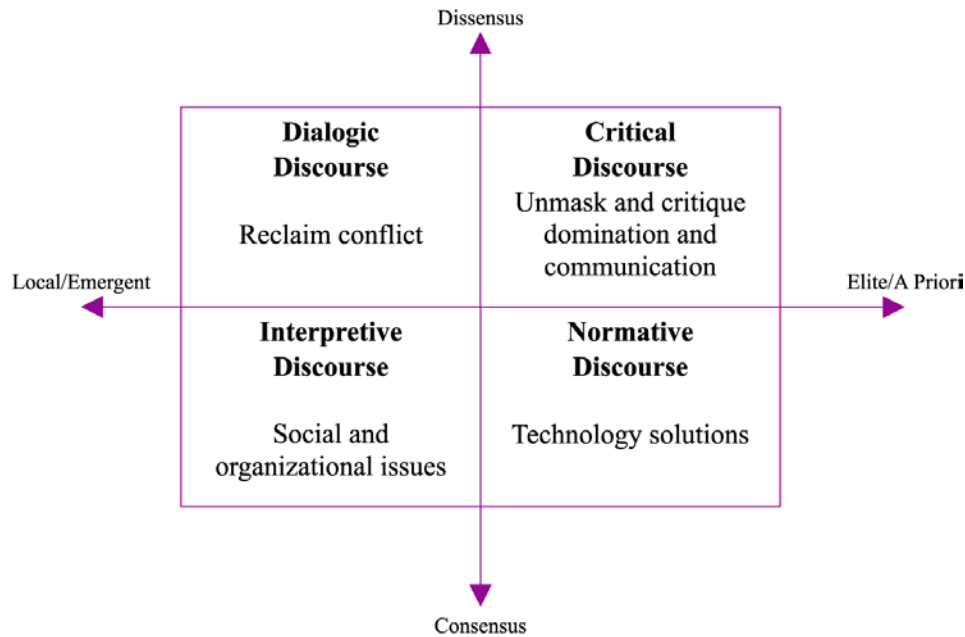 Dissensus
Dialogic
Discourse
Reclaim conflict
Critical
Discourse
Unmask and critique
domination and
communication
Local/Emergent
Elite/A Priori
Interpretive
Discourse
Social and
organizational issues
Normative
Discourse
Technology solutions
Consensus